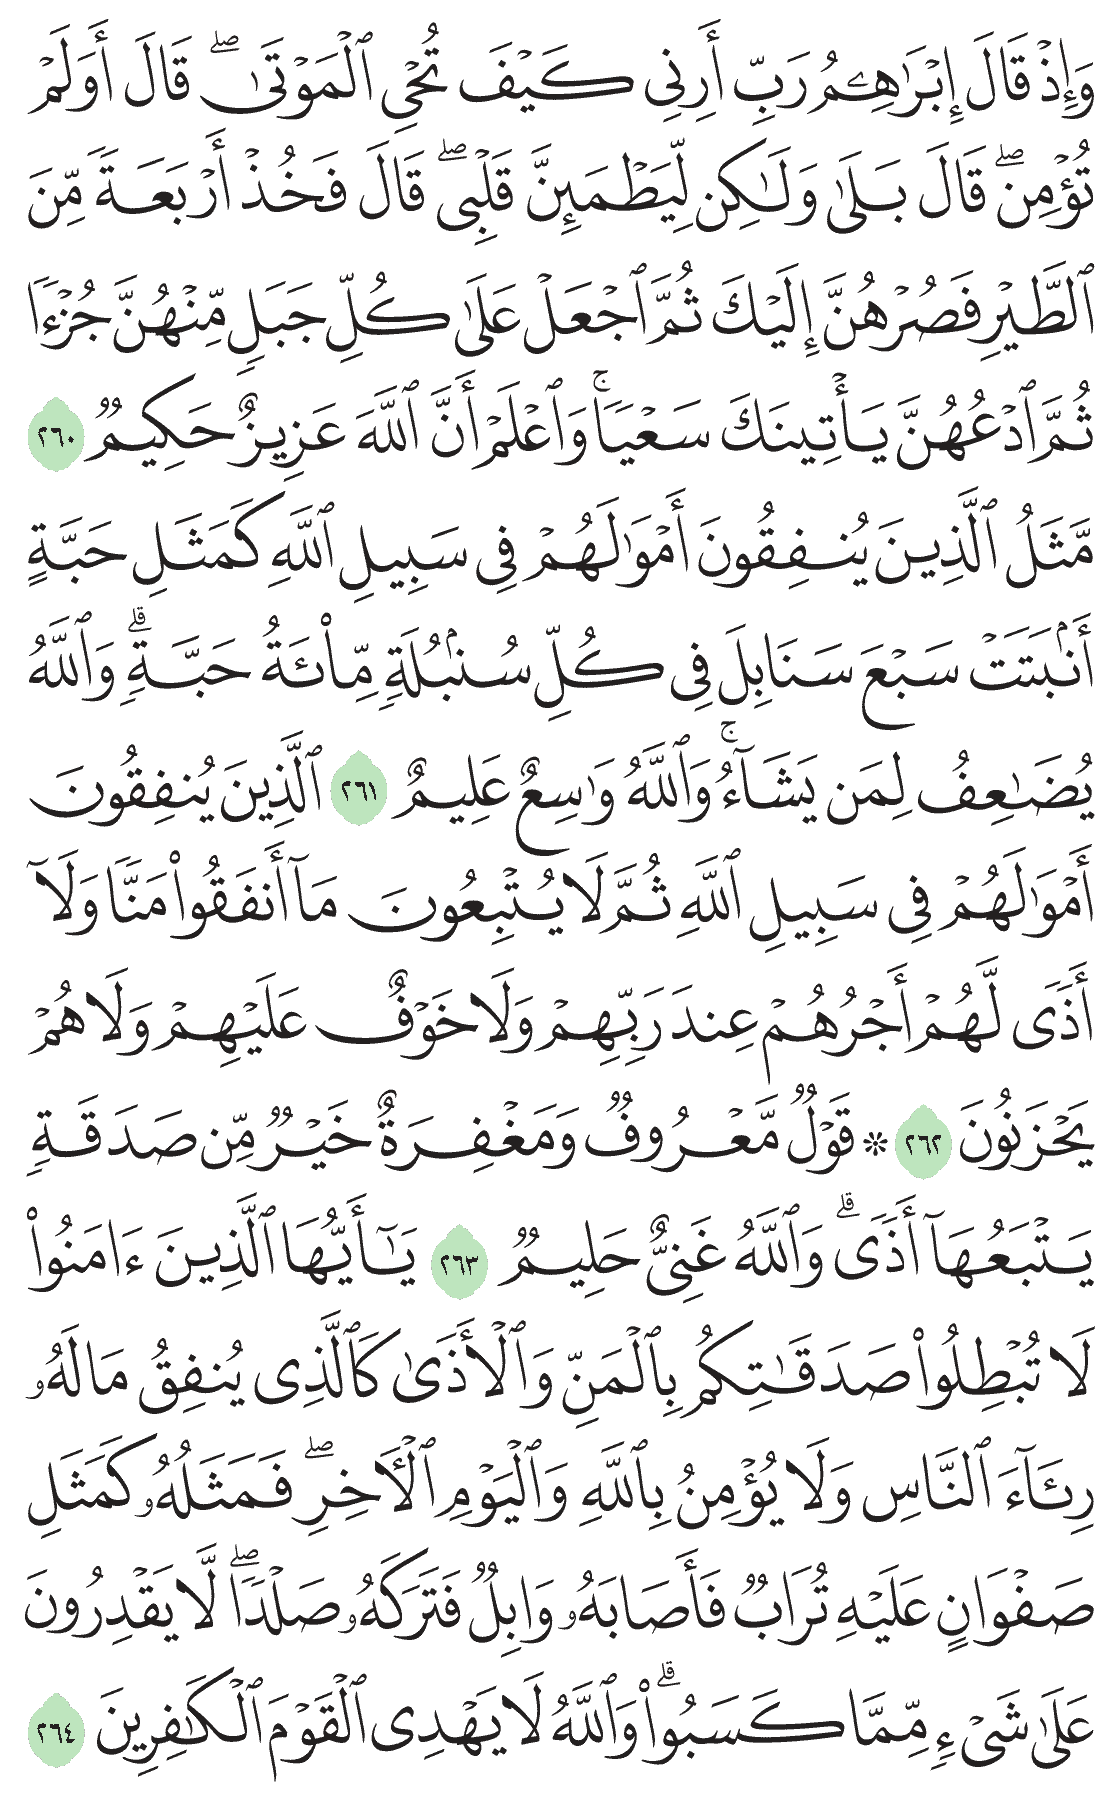 وَإِذْ قَالَ إِبْرَٰهِـۧمُ رَبِّ أَرِنِى كَيْفَ تُحْىِ ٱلْمَوْتَىٰ ۖ قَالَ أَوَلَمْ
تُؤْمِن ۖ قَالَ بَلَىٰ وَلَـٰكِن لِّيَطْمَئِنَّ قَلْبِى ۖ قَالَ فَخُذْ أَرْبَعَةً مِّنَ
ٱلطَّيْرِ فَصُرْهُنَّ إِلَيْكَ ثُمَّ ٱجْعَلْ عَلَىٰ كُلِّ جَبَلٍ مِّنْهُنَّ جُزْءًا
ثُمَّ ٱدْعُهُنَّ يَأْتِينَكَ سَعْيًا ۚ وَٱعْلَمْ أَنَّ ٱللَّهَ عَزِيزٌ حَكِيمٌ ٢٦٠
مَّثَلُ ٱلَّذِينَ يُنفِقُونَ أَمْوَٰلَهُمْ فِى سَبِيلِ ٱللَّهِ كَمَثَلِ حَبَّةٍ
أَنۢبَتَتْ سَبْعَ سَنَابِلَ فِى كُلِّ سُنۢبُلَةٍ مِّا۟ئَةُ حَبَّةٍ ۗ وَٱللَّهُ
يُضَـٰعِفُ لِمَن يَشَآءُ ۚ وَٱللَّهُ وَٰسِعٌ عَلِيمٌ ٢٦١ ٱلَّذِينَ يُنفِقُونَ
أَمْوَٰلَهُمْ فِى سَبِيلِ ٱللَّهِ ثُمَّ لَا يُتْبِعُونَ مَآ أَنفَقُوا۟ مَنًّا وَلَآ
أَذًى لَّهُمْ أَجْرُهُمْ عِندَ رَبِّهِمْ وَلَا خَوْفٌ عَلَيْهِمْ وَلَا هُمْ
يَحْزَنُونَ ٢٦٢ ۞ قَوْلٌ مَّعْرُوفٌ وَمَغْفِرَةٌ خَيْرٌ مِّن صَدَقَةٍ
يَتْبَعُهَآ أَذًى ۗ وَٱللَّهُ غَنِىٌّ حَلِيمٌ ٢٦٣ يَـٰٓأَيُّهَا ٱلَّذِينَ ءَامَنُوا۟
لَا تُبْطِلُوا۟ صَدَقَـٰتِكُم بِٱلْمَنِّ وَٱلْأَذَىٰ كَٱلَّذِى يُنفِقُ مَالَهُۥ
رِئَآءَ ٱلنَّاسِ وَلَا يُؤْمِنُ بِٱللَّهِ وَٱلْيَوْمِ ٱلْـَٔاخِرِ ۖ فَمَثَلُهُۥ كَمَثَلِ
صَفْوَانٍ عَلَيْهِ تُرَابٌ فَأَصَابَهُۥ وَابِلٌ فَتَرَكَهُۥ صَلْدًا ۖ لَّا يَقْدِرُونَ
عَلَىٰ شَىْءٍ مِّمَّا كَسَبُوا۟ ۗ وَٱللَّهُ لَا يَهْدِى ٱلْقَوْمَ ٱلْكَـٰفِرِينَ ٢٦٤